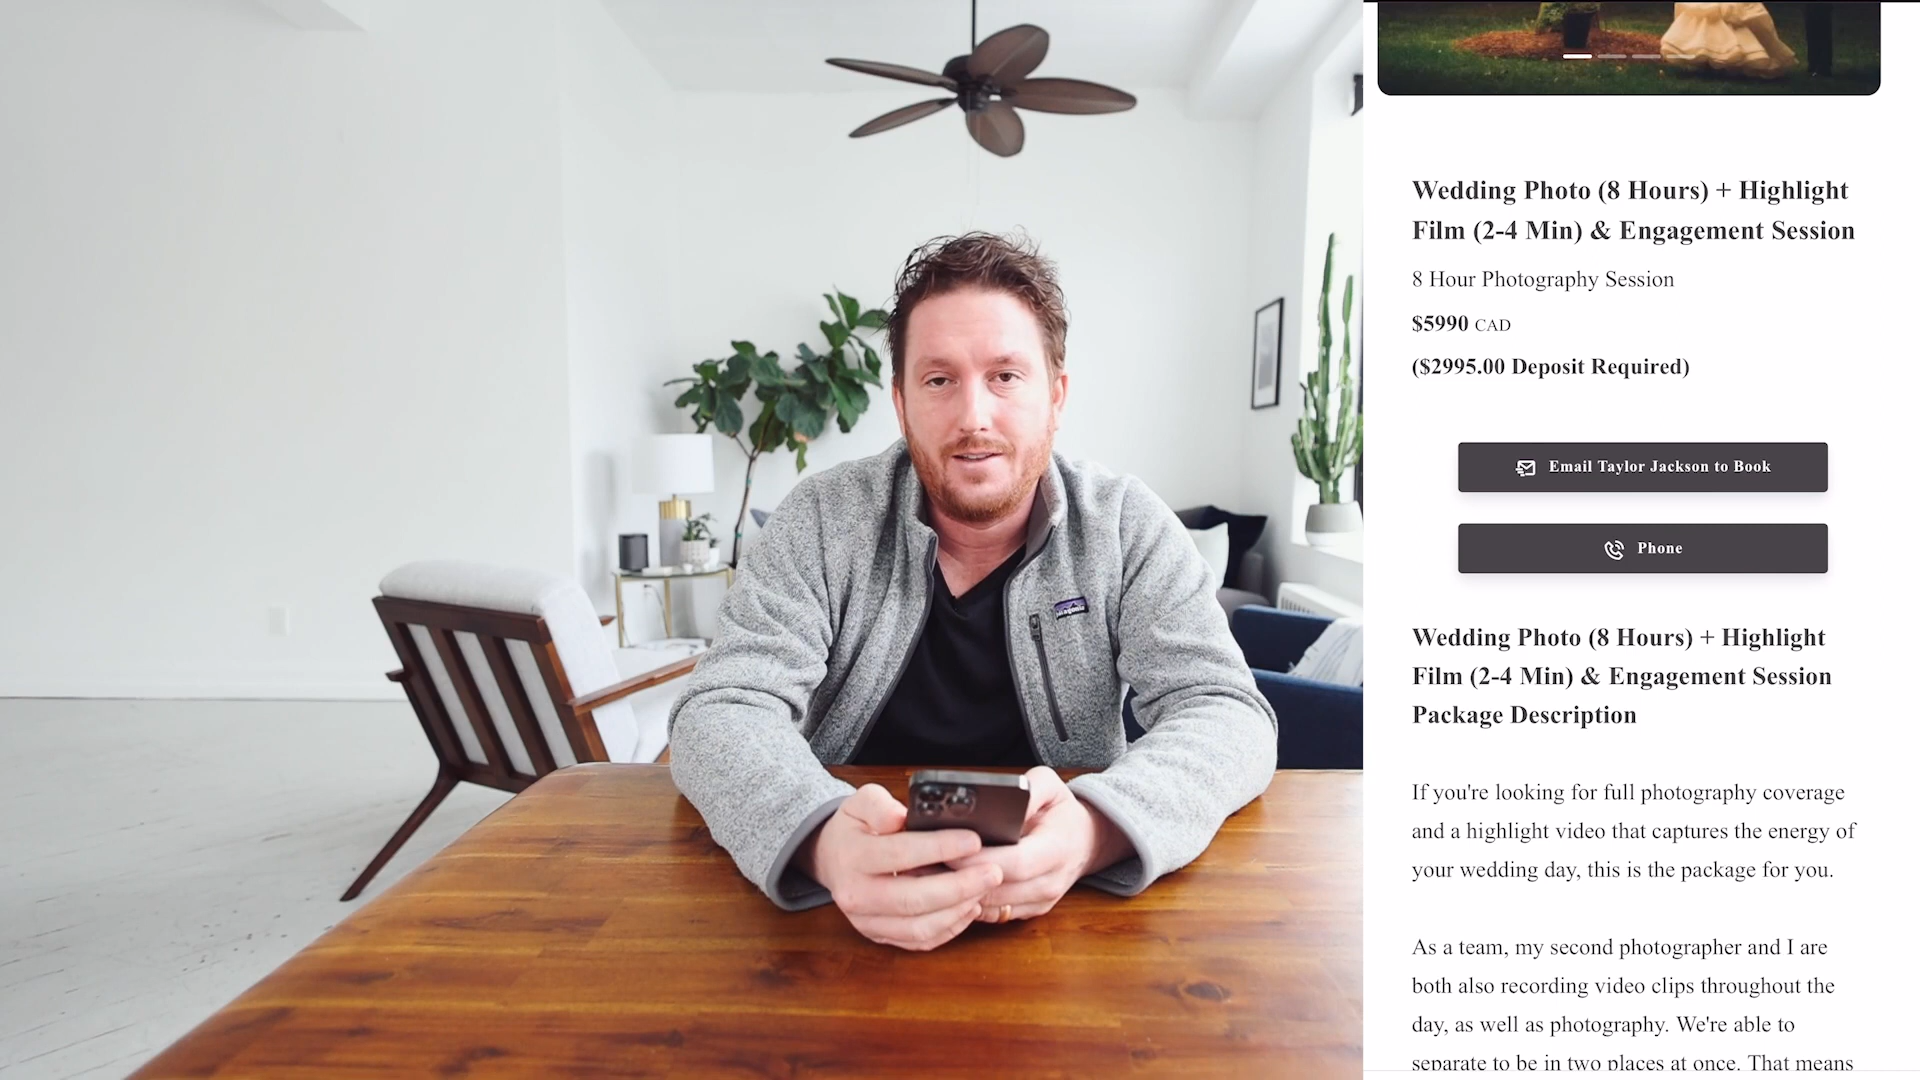 Wedding Photo (8 Hours) + Highlight
Film (2-4 Min) & Engagement Session
8 Hour Photography Session
$5990 CAD
($2995.00 Deposit Required)
Email Taylor Jackson to Book
Phone
Wedding Photo (8 Hours) + Highlight
Film (2-4 Min) & Engagement Session
Package Description
If you're looking for full photography coverage
and a highlight video that captures the energy of
your wedding day, this is the package for you.
As a team, my second photographer and I are
both also recording video clips throughout the
day, as well as photography. We're able to
separate to be in two places at once. That means
patagonia